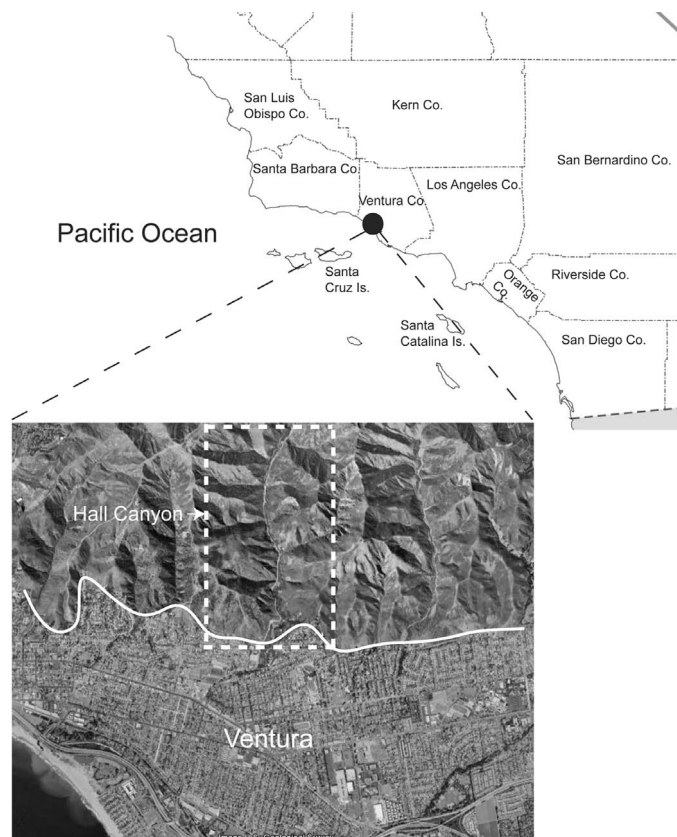 San Luis
Obispo Co.
Kern Co.
Santa Barbara Co.
Ventura Co.
Los Angeles Co.
San Bernardino Co.
Pacific Ocean
Santa
Cruz Is.
Orange
Co.
Riverside Co.
Santa
Catalina Is.
San Diego Co.
Hall Canyon
Ventura